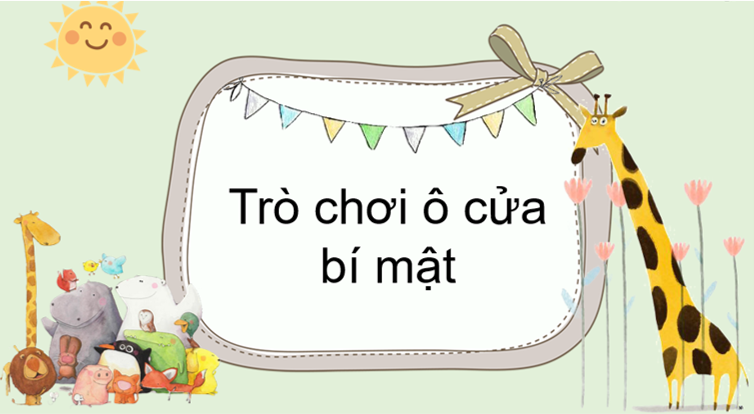 Trò chơi ô cửa
bí mật